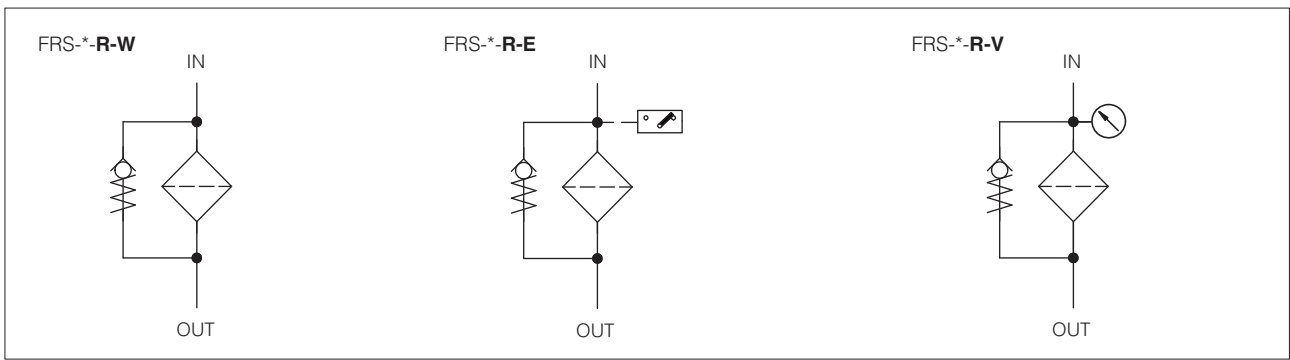 FRS-*-R-W
IN
OUT
FRS-*-R-E
IN
OUT
FRS-*-R-V
IN
OUT